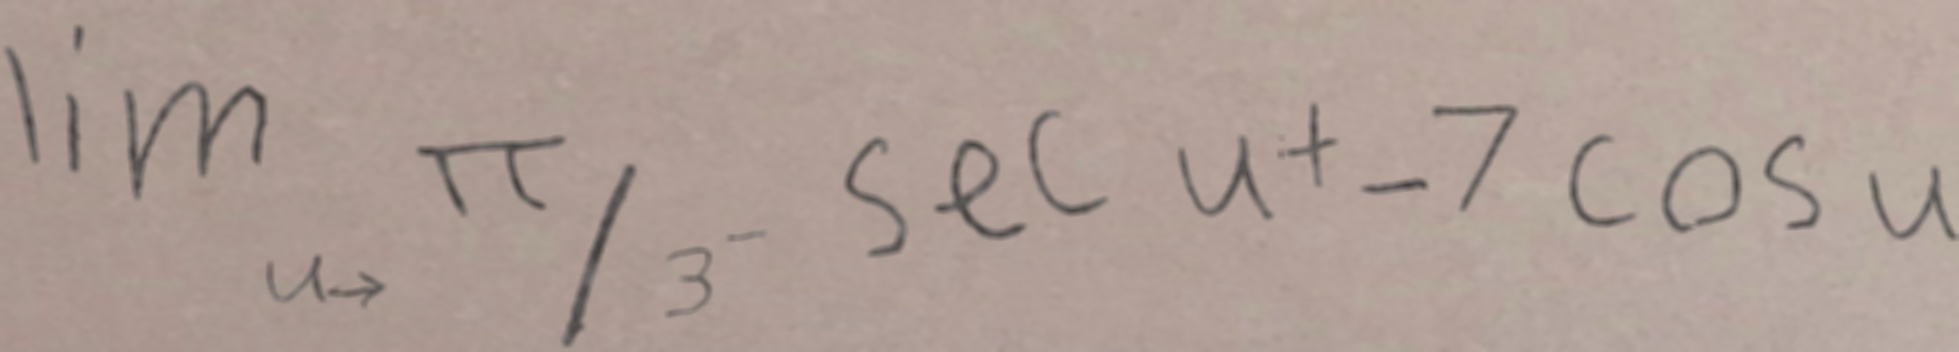 lim u→ π/3⁻ sec u + -7 cos u